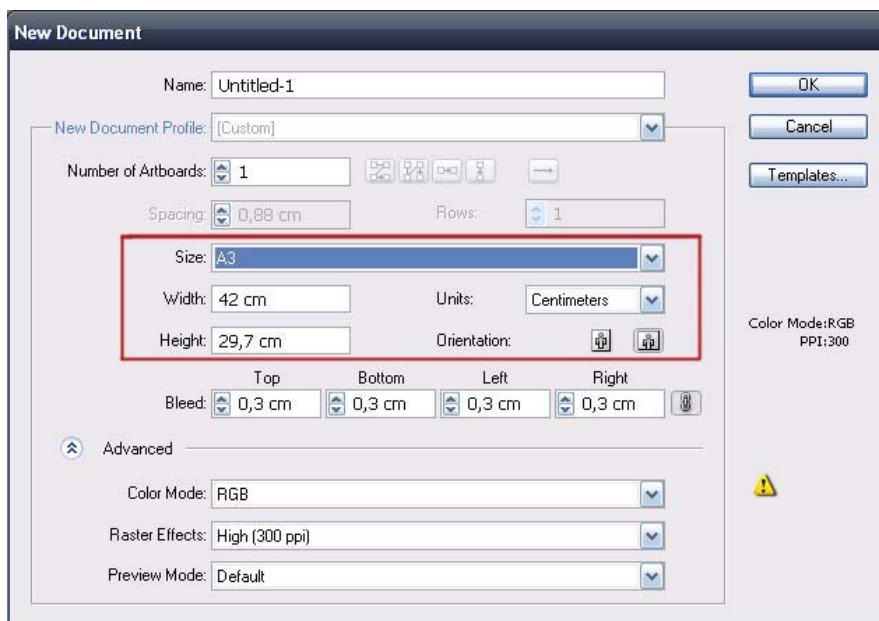 New Document
Name: Untitled-1 OK
New Document Profile: [Custom] Cancel
Number of Artboards: 1 Templates...
Spacing: 0,88 cm Rows: 1
Size: A3
Width: 42 cm Units: Centimeters
Height: 29,7 cm Orientation:
Color Mode:RGB
PPI:300
Top Bottom Left Right
Bleed: 0,3 cm 0,3 cm 0,3 cm 0,3 cm
Advanced
Color Mode: RGB
Raster Effects: High (300 ppi)
Preview Mode: Default